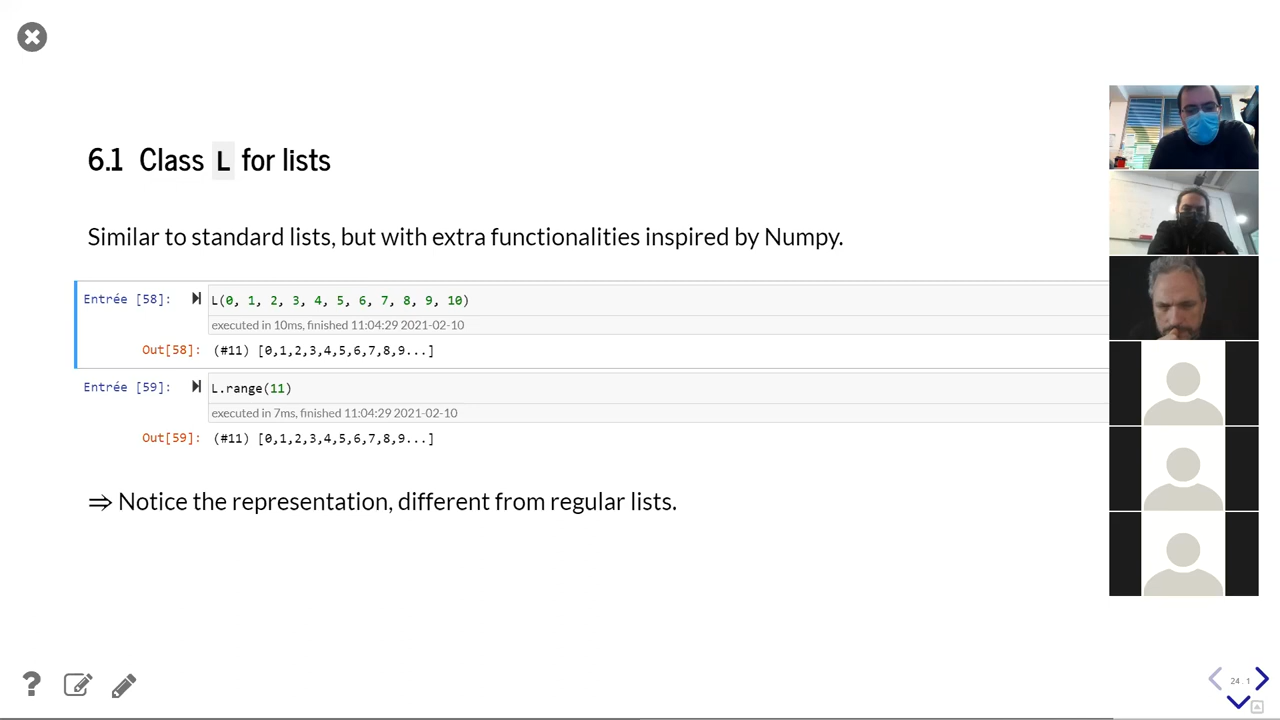 6.1 Class L for lists
Similar to standard lists, but with extra functionalities inspired by Numpy.
Entrée [58]: L(0, 1, 2, 3, 4, 5, 6, 7, 8, 9, 10)
executed in 10ms, finished 11:04:29 2021-02-10
Out[58]: (#11) [0,1,2,3,4,5,6,7,8,9...]
Entrée [59]: L.range(11)
executed in 7ms, finished 11:04:29 2021-02-10
Out[59]: (#11) [0,1,2,3,4,5,6,7,8,9...]
⇒ Notice the representation, different from regular lists.
24.1